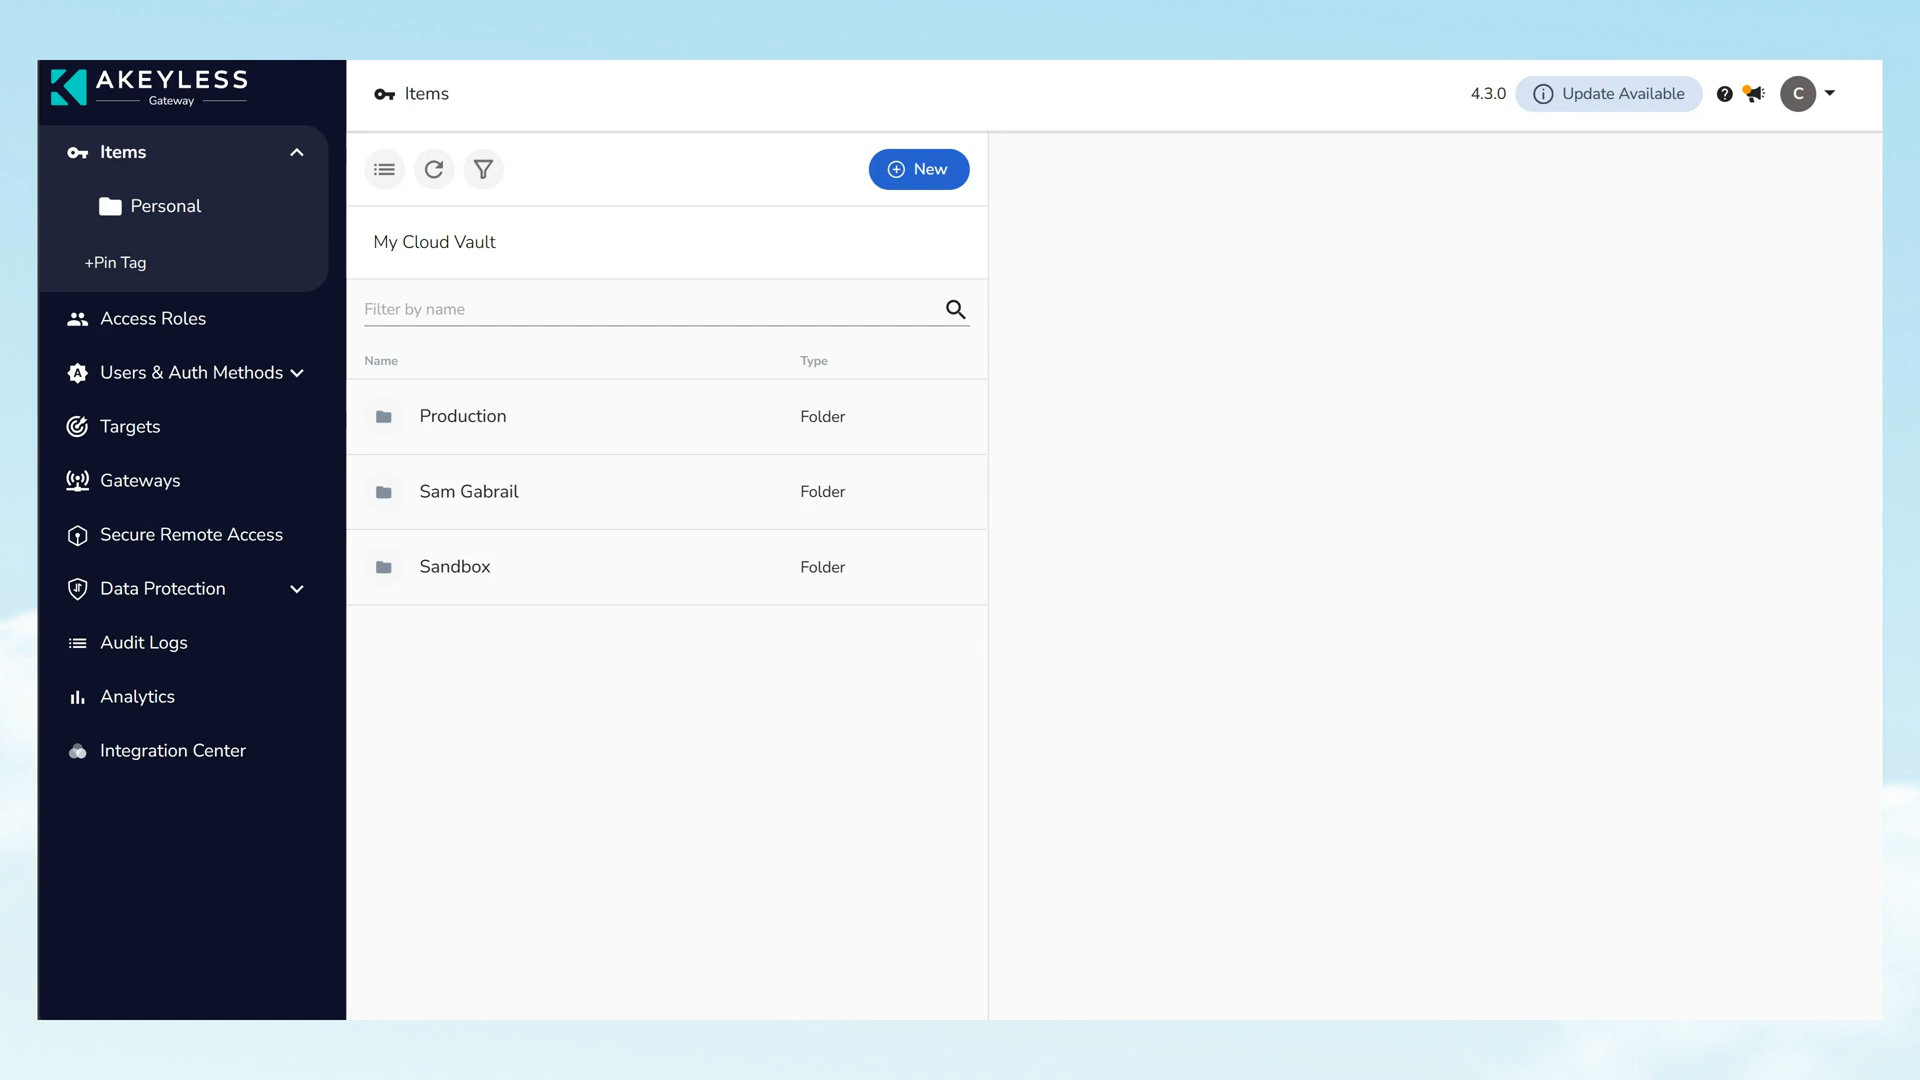 AKEYLESS
Gateway
Items
Personal
+Pin Tag
Access Roles
Users & Auth Methods
Targets
Gateways
Secure Remote Access
Data Protection
Audit Logs
Analytics
Integration Center
Items
4.3.0
Update Available
C
New
My Cloud Vault
Filter by name
Name Type
Production Folder
Sam Gabrail Folder
Sandbox Folder